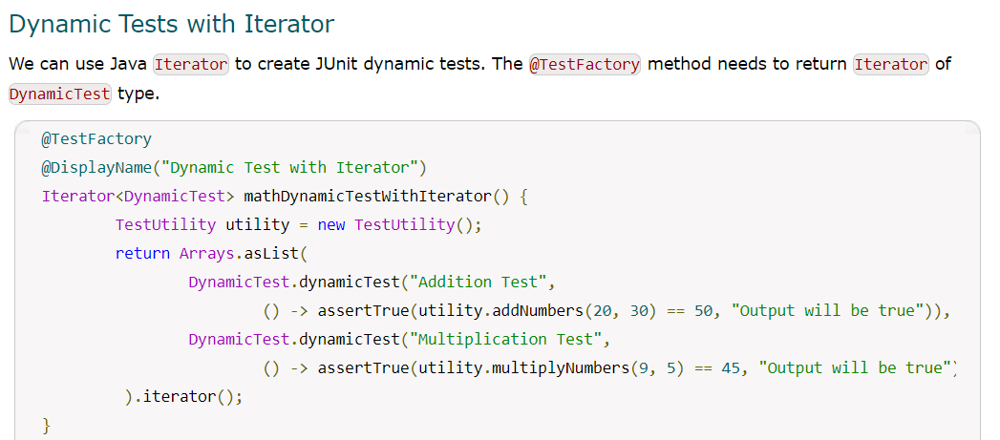 Dynamic Tests with Iterator
We can use Java Iterator to create JUnit dynamic tests. The @TestFactory method needs to return Iterator of
DynamicTest type.
@TestFactory
@DisplayName("Dynamic Test with Iterator")
Iterator<DynamicTest> mathDynamicTestWithIterator() {
TestUtility utility = new TestUtility();
return Arrays.asList(
DynamicTest.dynamicTest("Addition Test",
() -> assertTrue(utility.addNumbers(20, 30) == 50, "Output will be true")),
DynamicTest.dynamicTest("Multiplication Test",
() -> assertTrue(utility.multiplyNumbers(9, 5) == 45, "Output will be true")
).iterator();
}